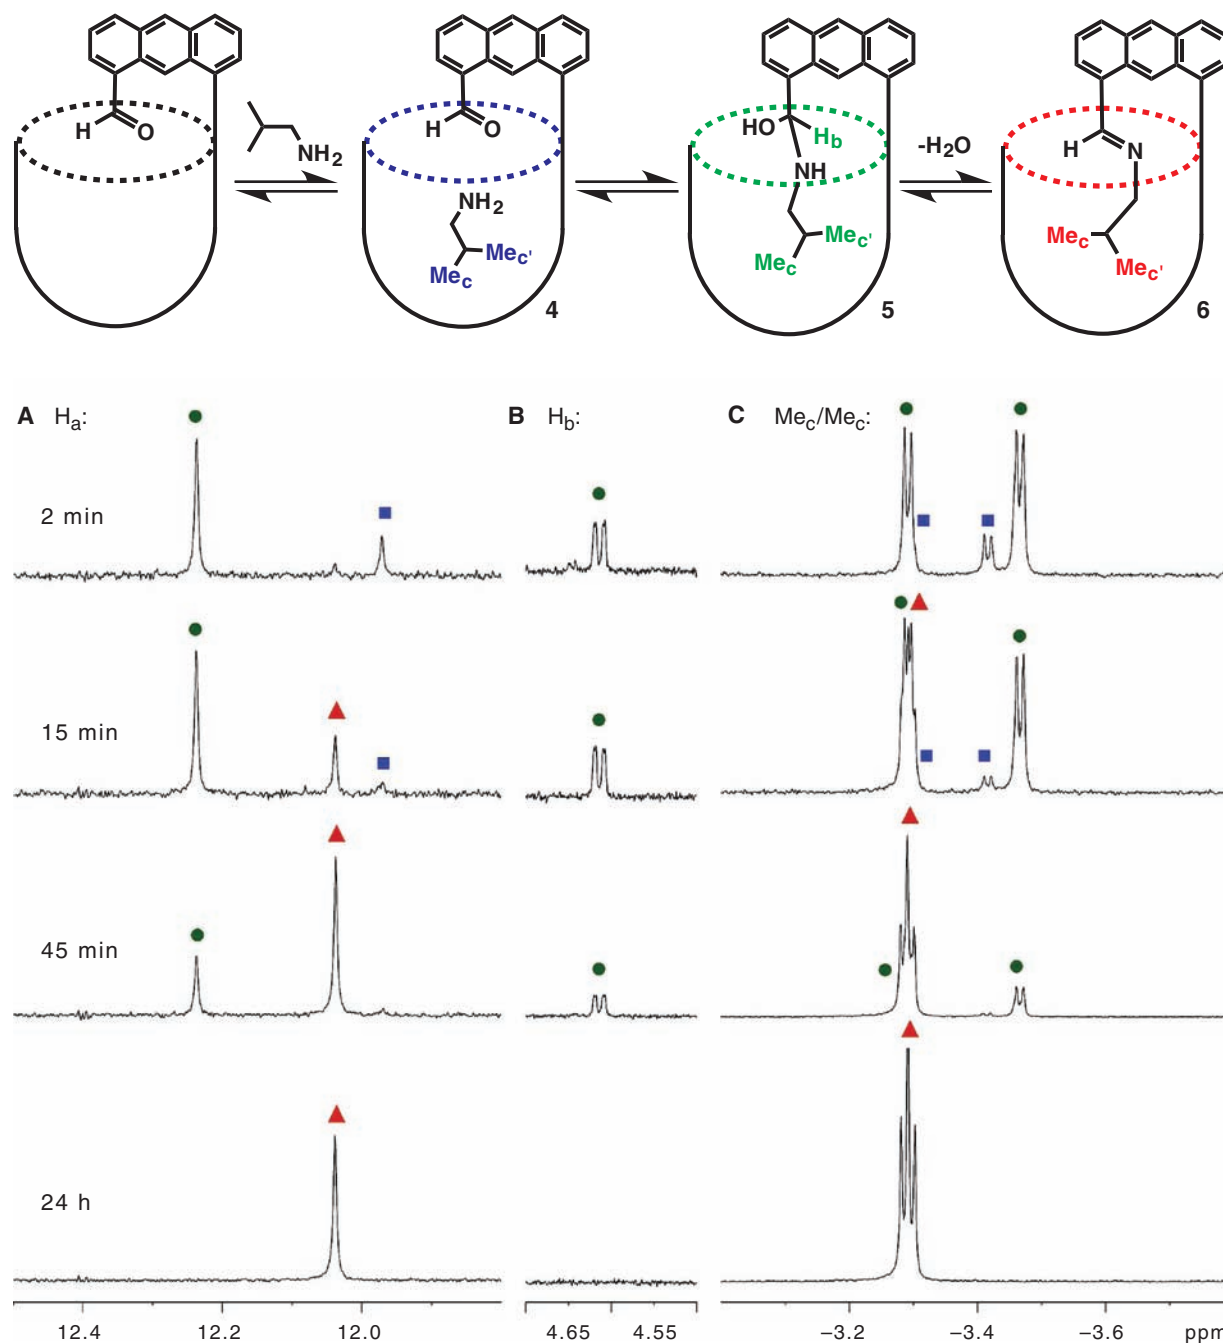 H O
NH2
H O
NH2
Mec'
Mec
4
HO
Hb
NH
Mec'
Mec
5
-H2O
H N
Mec
Mec'
6
A Ha: B Hb: C Mec/Mec:
2 min
15 min
45 min
24 h
12.4 12.2 12.0 4.65 4.55 −3.2 −3.4 −3.6 ppm